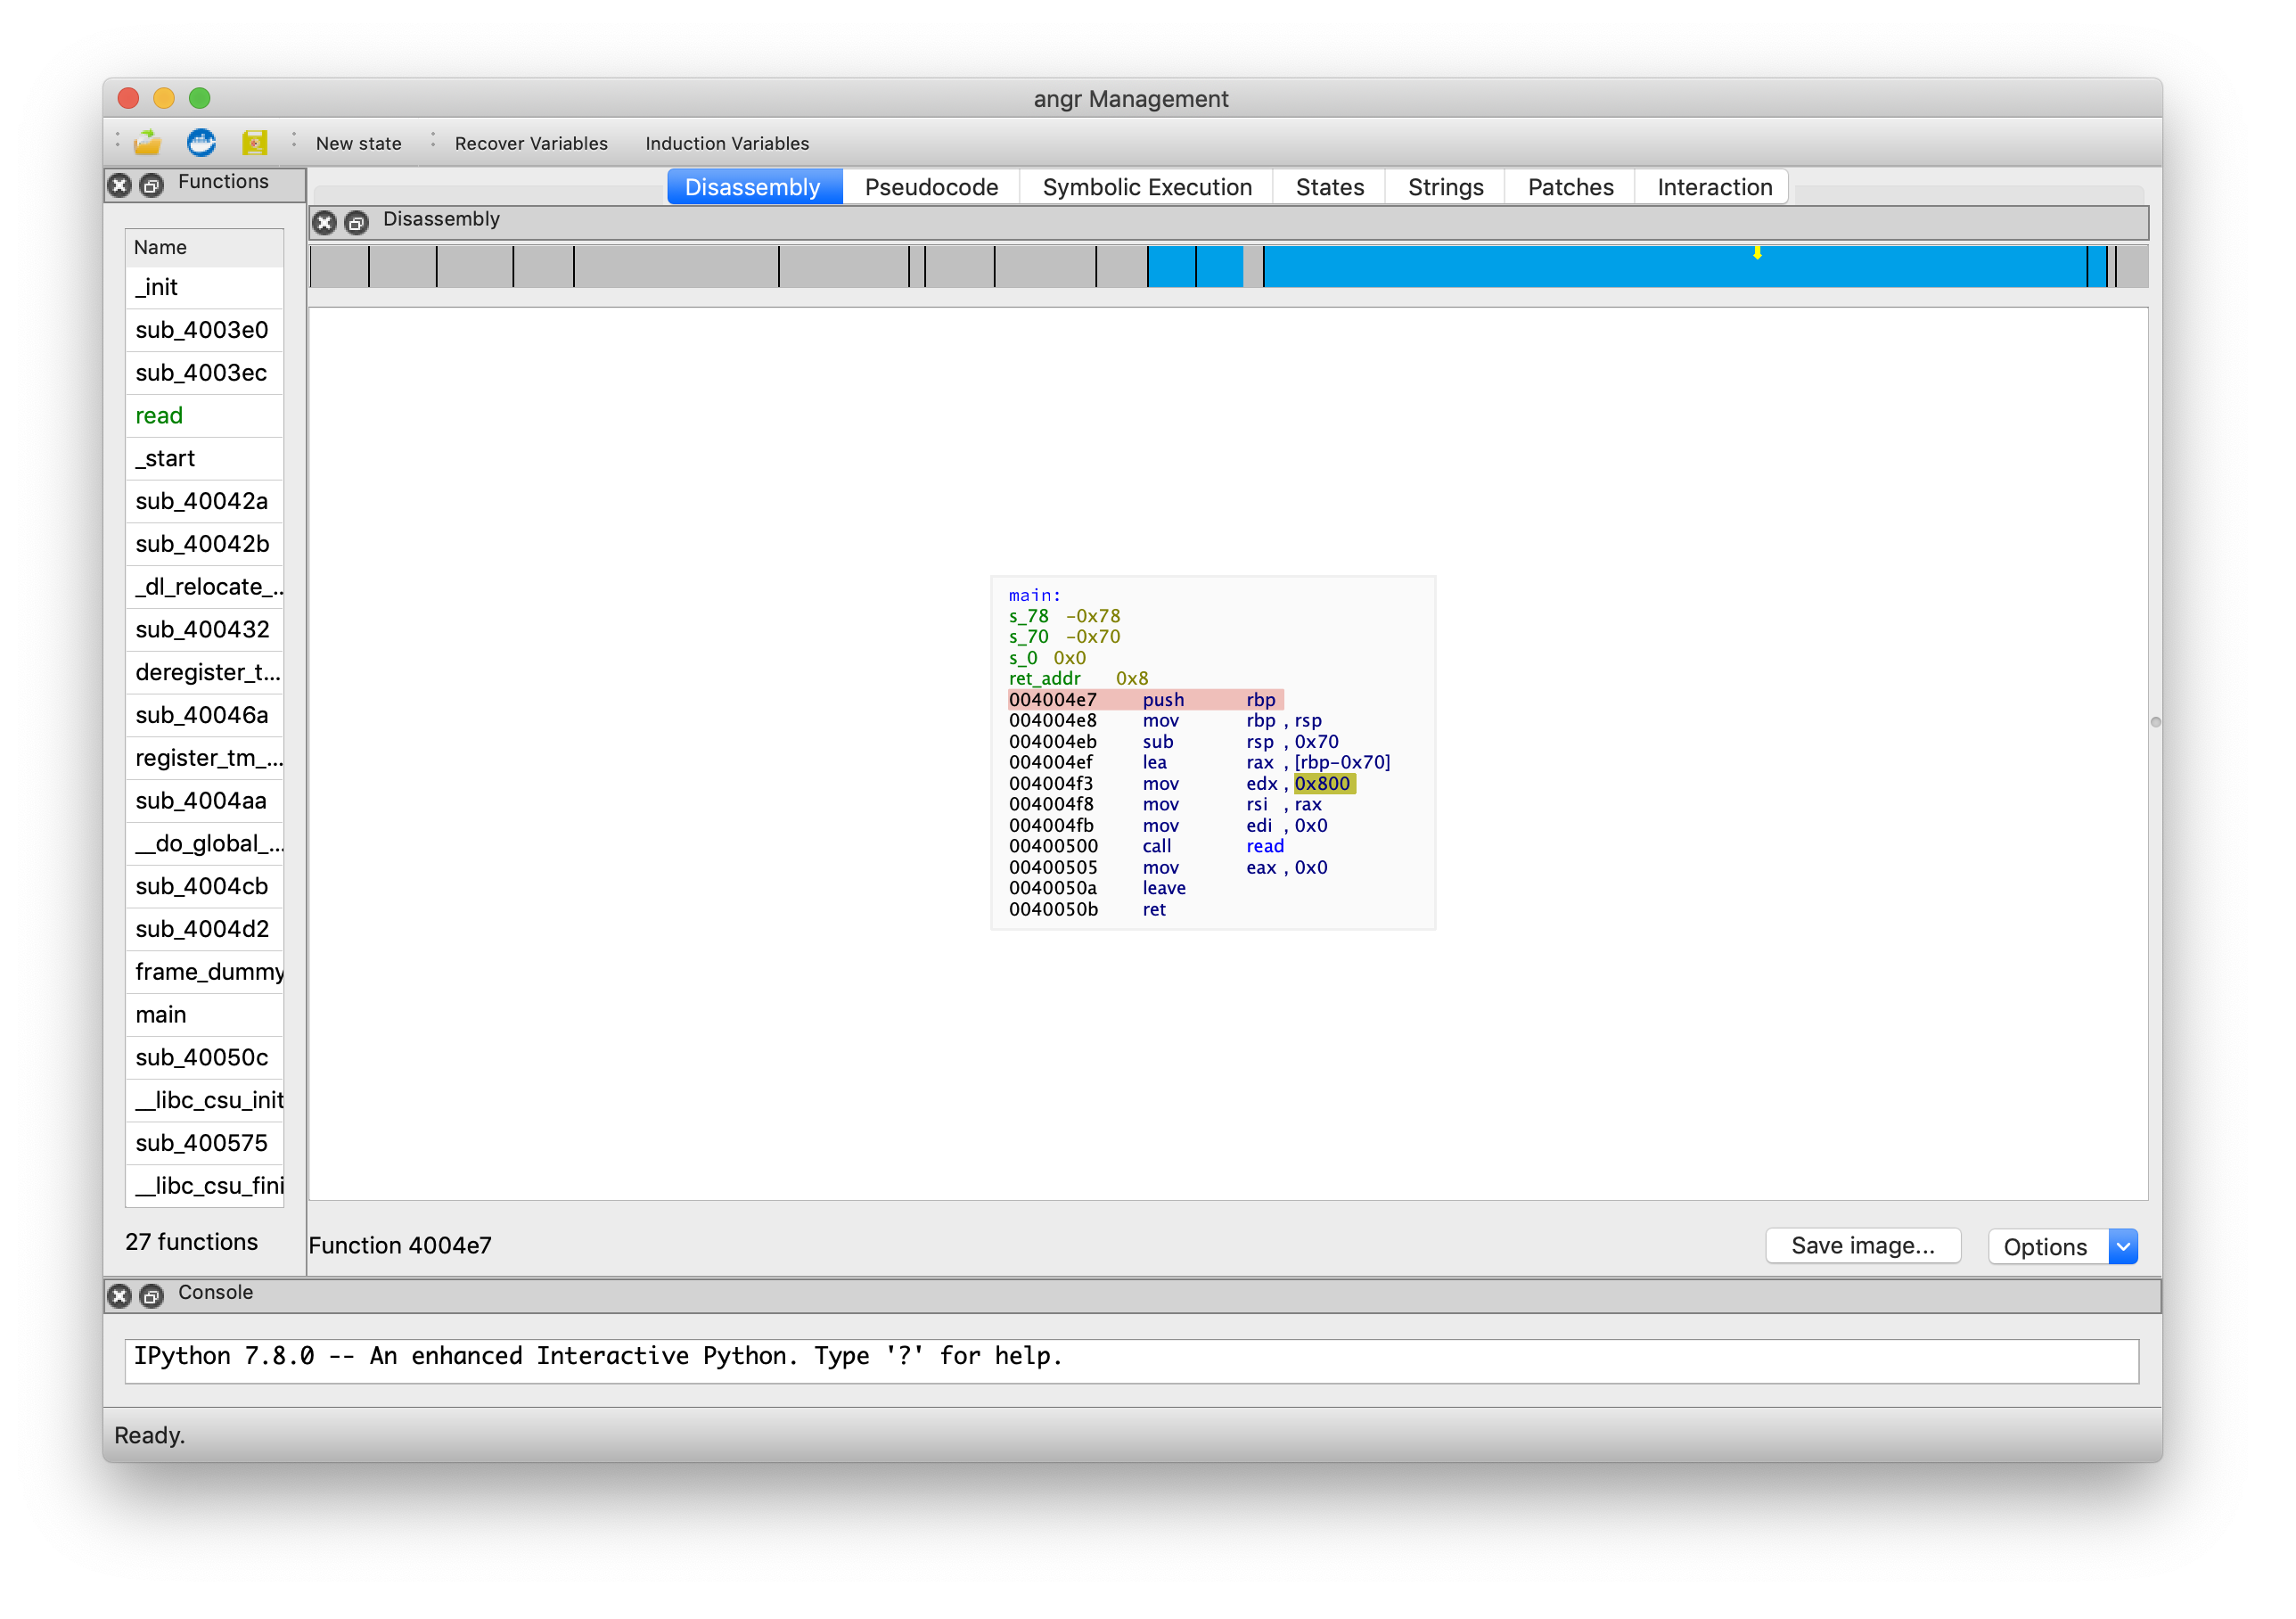 angr Management
New state Recover Variables Induction Variables
Functions
Disassembly Pseudocode Symbolic Execution States Strings Patches Interaction
Disassembly
Name
_init
sub_4003e0
sub_4003ec
read
_start
sub_40042a
sub_40042b
_dl_relocate_...
sub_400432
deregister_t...
sub_40046a
register_tm_...
sub_4004aa
__do_global_...
sub_4004cb
sub_4004d2
frame_dummy
main
sub_40050c
__libc_csu_init
sub_400575
__libc_csu_fini
27 functions
main:
s_78 -0x78
s_70 -0x70
s_0 0x0
ret_addr 0x8
004004e7 push rbp
004004e8 mov rbp , rsp
004004eb sub rsp , 0x70
004004ef lea rax , [rbp-0x70]
004004f3 mov edx , 0x800
004004f8 mov rsi , rax
004004fb mov edi , 0x0
00400500 call read
00400505 mov eax , 0x0
0040050a leave
0040050b ret
Function 4004e7
Save image...
Options
Console
IPython 7.8.0 -- An enhanced Interactive Python. Type '?' for help.
Ready.